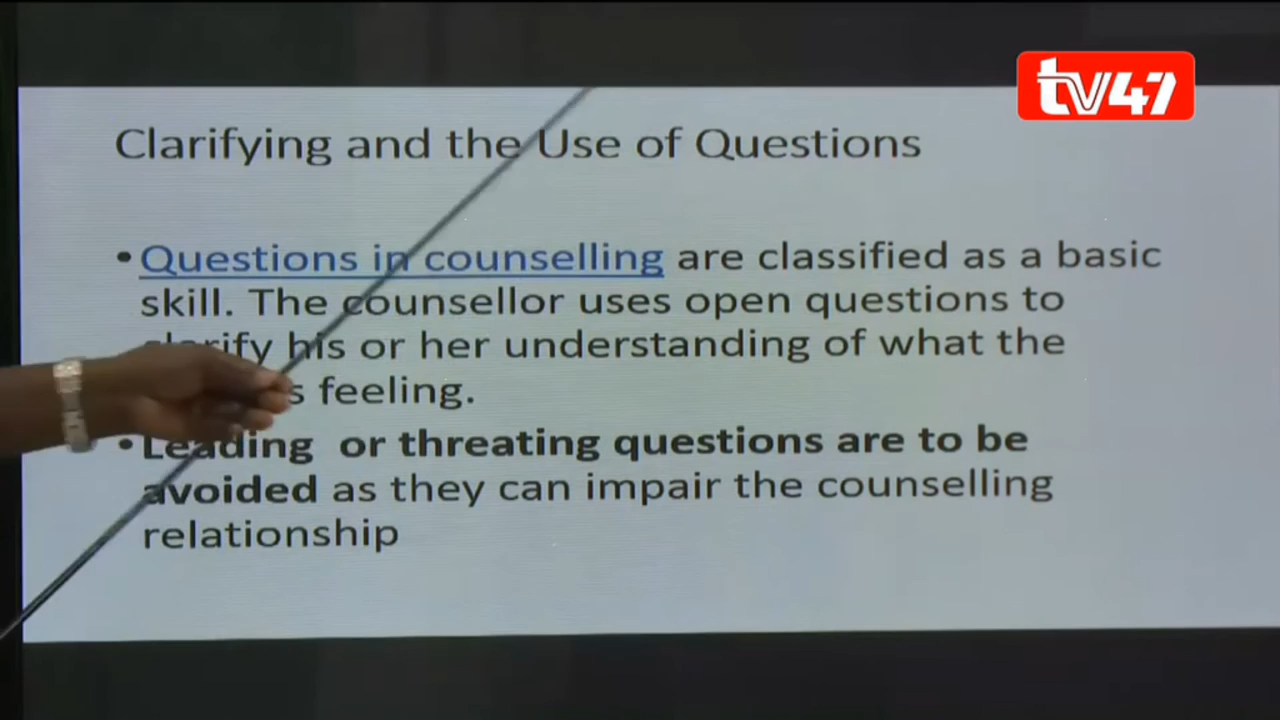 tv47
Clarifying and the Use of Questions
• Questions in counselling are classified as a basic
skill. The counsellor uses open questions to
clarify his or her understanding of what the
feeling.
• Leading or threating questions are to be
avoided as they can impair the counselling
relationship